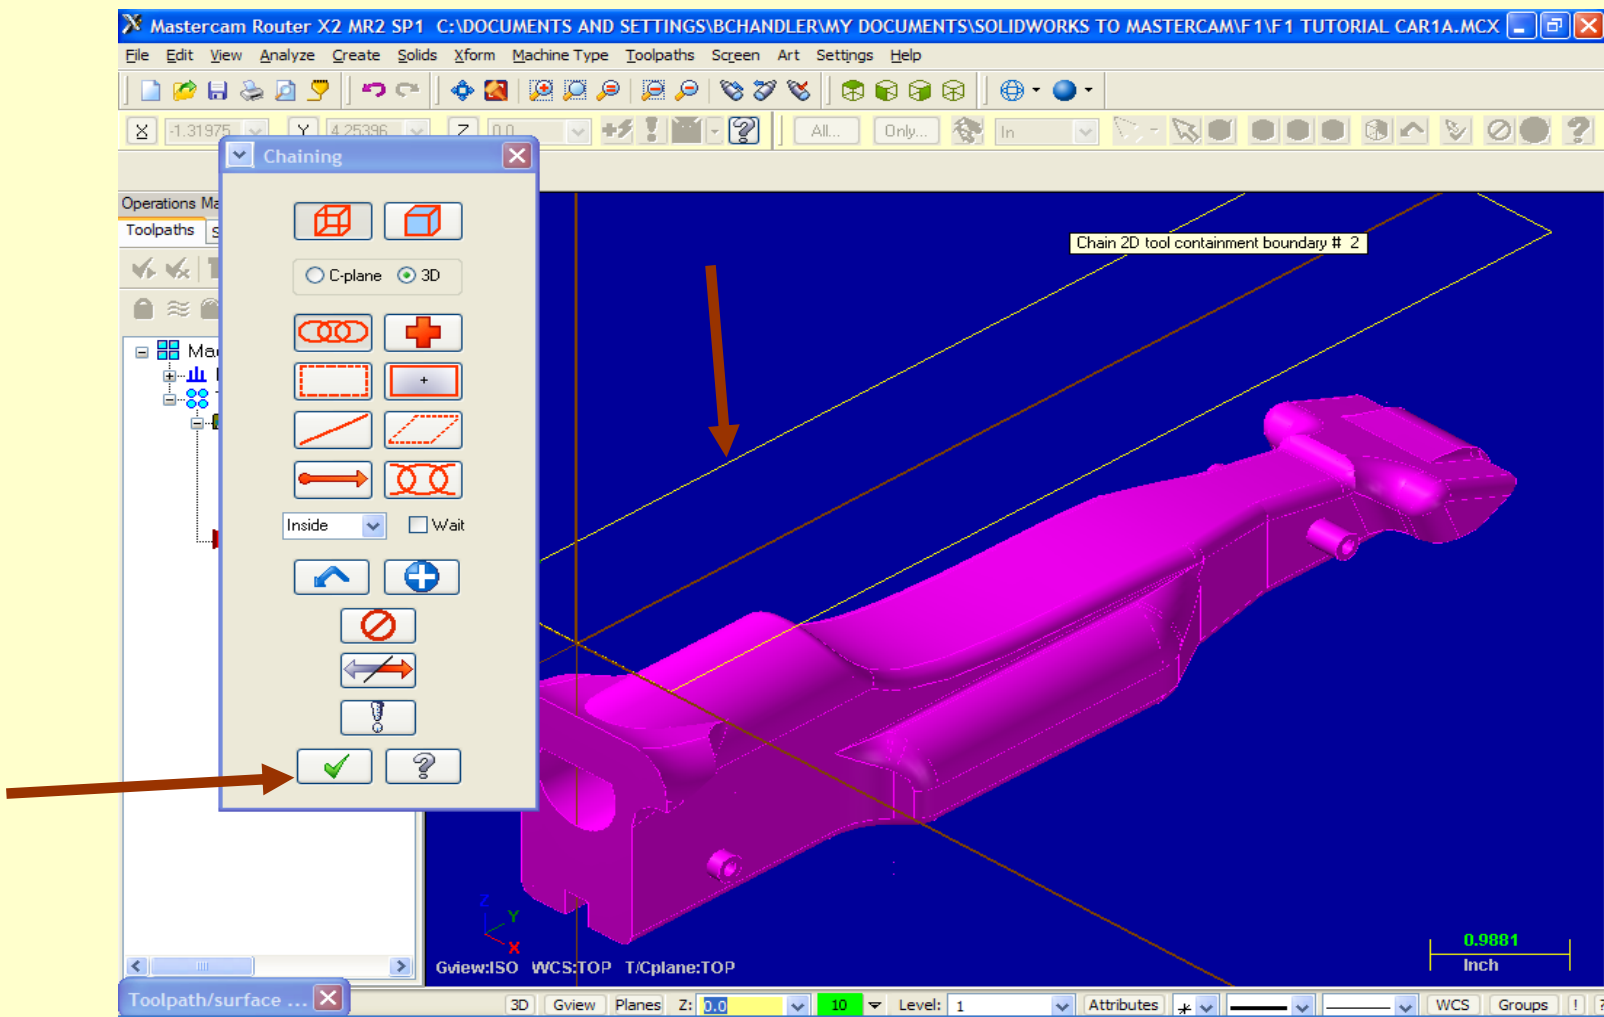 Mastercam Router X2 MR2 SP1 C:\DOCUMENTS AND SETTINGS\BCHANDLER\MY DOCUMENTS\SOLIDWORKS TO MASTERCAM\F1\F1 TUTORIAL CAR1A.MCX
File Edit View Analyze Create Solids Xform Machine Type Toolpaths Screen Art Settings Help
X -1.31975 Y 4.25396 Z 0.0 All... Only... In
Chaining
Operations Ma
Toolpaths S
Chain 2D tool containment boundary # 2
C-plane 3D
Ma
Inside Wait
Z
Y
X
0.9881
Inch
Gview:ISO WCS:TOP T/Cplane:TOP
Toolpath/surface ...
3D Gview Planes Z: 0.0 10 Level: 1 Attributes WCS Groups ! ?